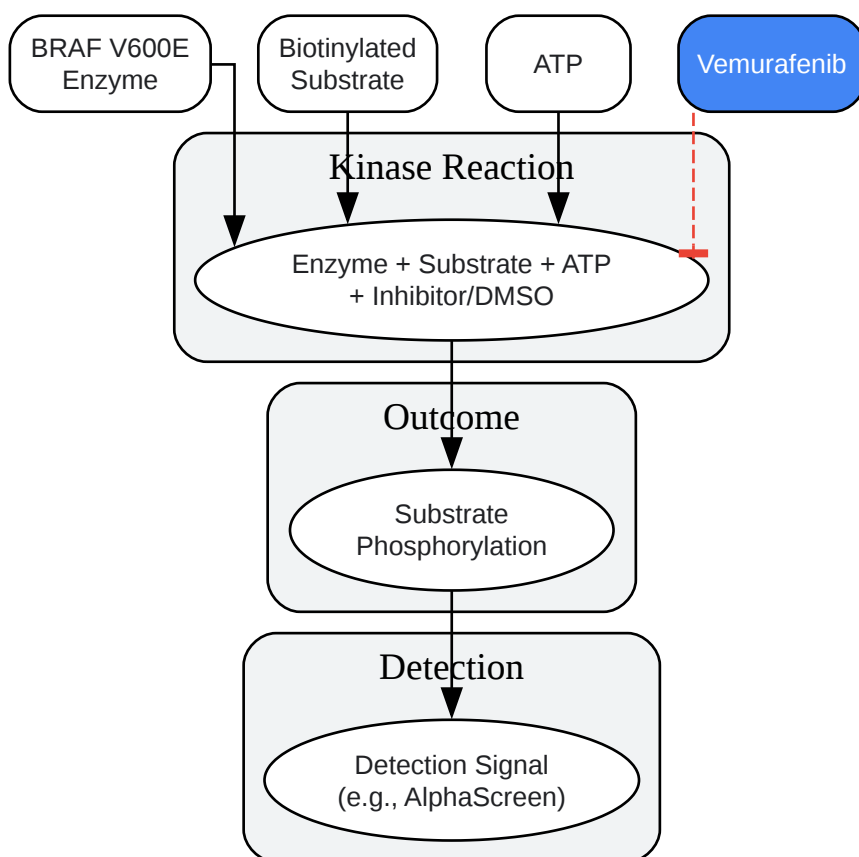 BRAF V600E
Enzyme
Biotinylated
Substrate
ATP
Vemurafenib
Kinase Reaction
Enzyme + Substrate + ATP
+ Inhibitor/DMSO
Outcome
Substrate
Phosphorylation
Detection
Detection Signal
(e.g., AlphaScreen)